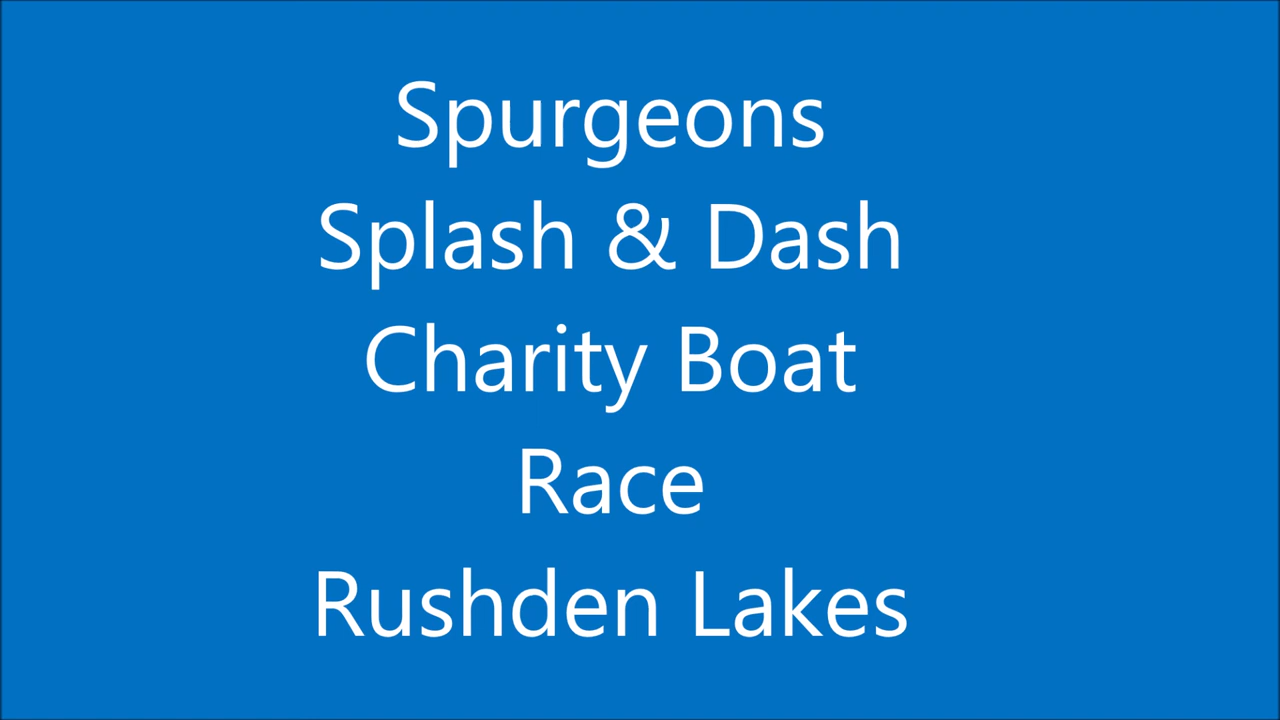 Spurgeons
Splash & Dash
Charity Boat
Race
Rushden Lakes